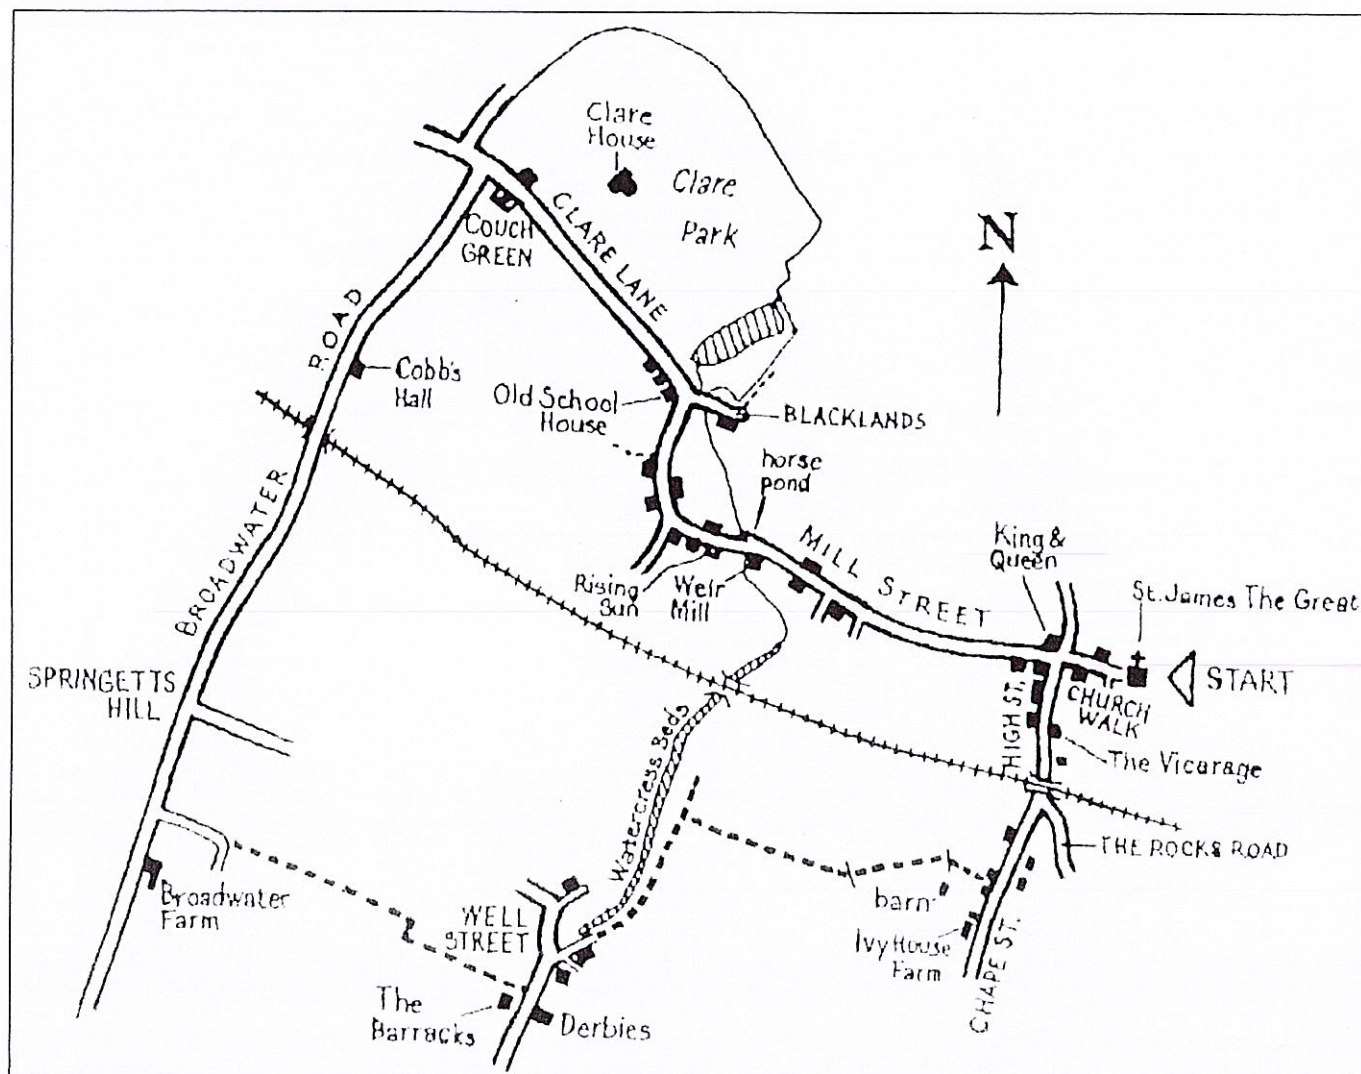 Clare
House
Clare
Park
N
COUCH
GREEN
CLARE LANE
ROAD
Cobb's
Hall
Old School
House
BLACKLANDS
horse
pond
BROADWATER
MILL STREET
King &
Queen
Rising
Sun
Weir
Mill
St. James The Great
START
SPRINGETTS
HILL
HIGH ST.
CHURCH
WALK
The Vicarage
Watercress Beds
THE ROCKS ROAD
Broadwater
Farm
WELL
STREET
barn
Ivy House
Farm
CHAPE ST.
The
Barracks
Derbies